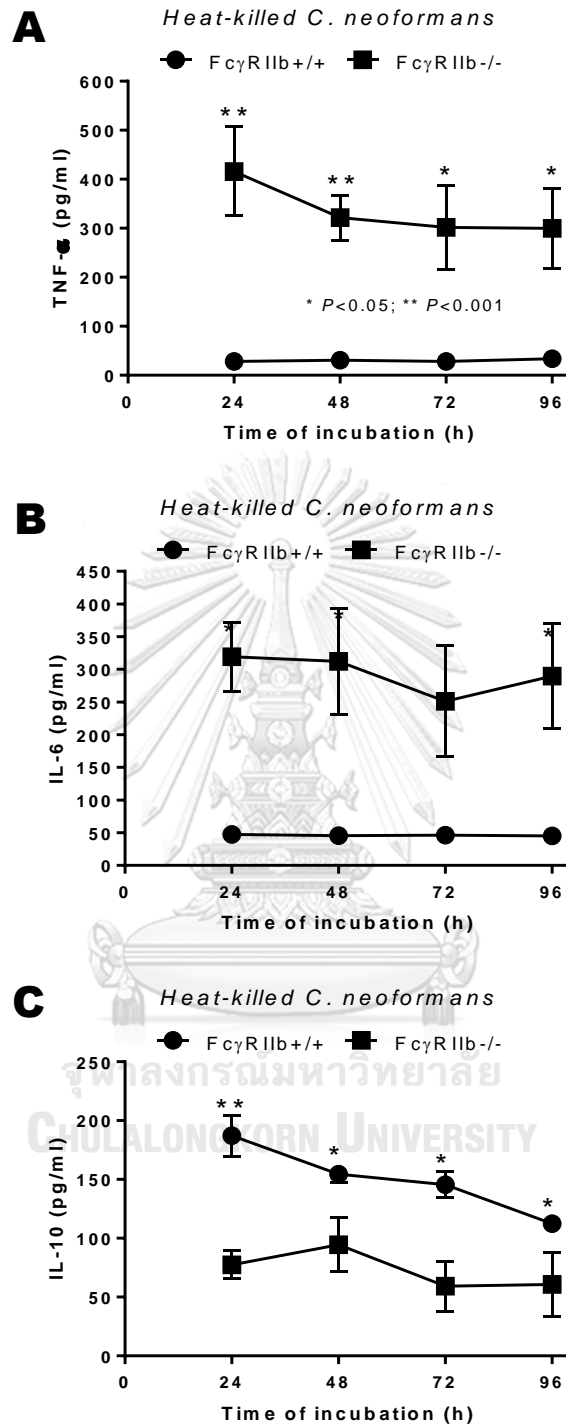 A
Heat-killed C. neoformans
FcγRIIb+/+ FcγRIIb-/-
TNF-α (pg/ml)
600
500
400
300
200
100
0
** ** * *
* P<0.05; ** P<0.001
0 24 48 72 96
Time of incubation (h)
B
Heat-killed C. neoformans
FcγRIIb+/+ FcγRIIb-/-
IL-6 (pg/ml)
450
400
350
300
250
200
150
100
50
0
* * *
0 24 48 72 96
Time of incubation (h)
C
Heat-killed C. neoformans
FcγRIIb+/+ FcγRIIb-/-
จุฬาลงกรณ์มหาวิทยาลัย
CHULALONGKORN UNIVERSITY
IL-10 (pg/ml)
250
200
150
100
50
0
** * * *
0 24 48 72 96
Time of incubation (h)